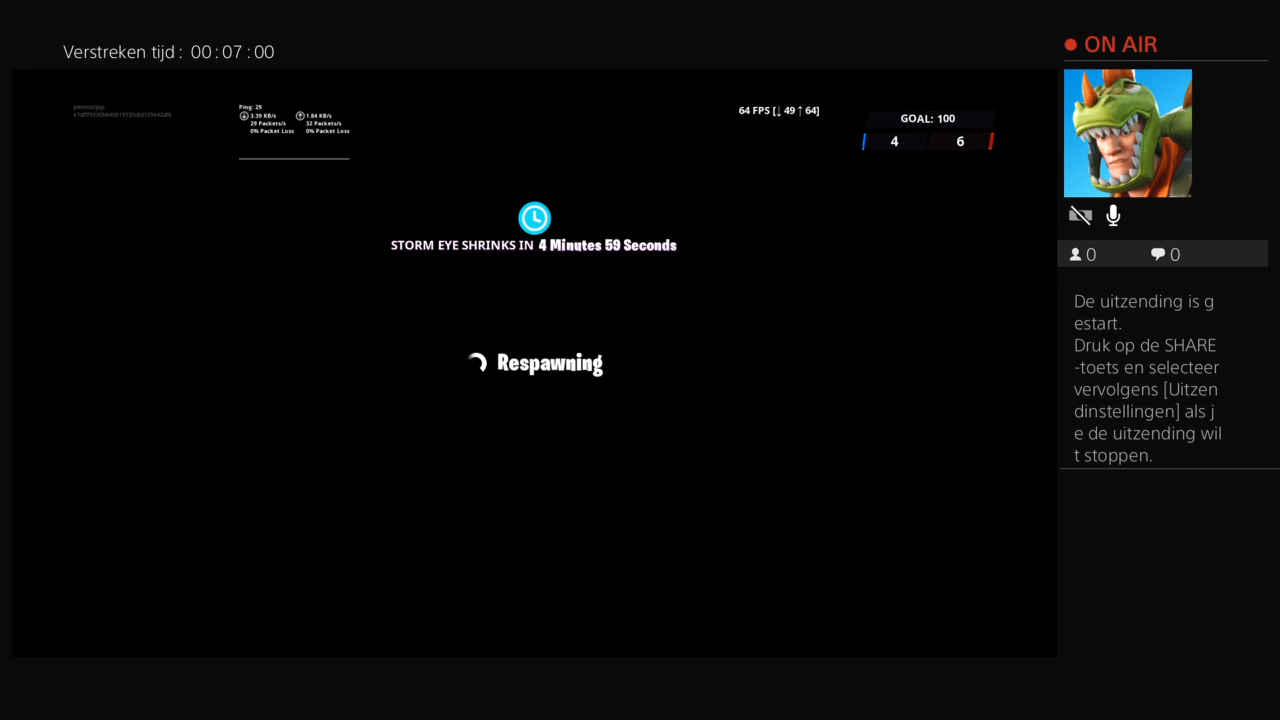 Verstreken tijd : 00 : 07 : 00
ON AIR
jolomoutyojo
Ping: 29
3.39 KB/s 1.84 KB/s
29 Packets/s 32 Packets/s
0% Packet Loss 0% Packet Loss
64 FPS [↓ 49 ↑ 64]
GOAL: 100
4 6
STORM EYE SHRINKS IN 4 Minutes 59 Seconds
Respawning
0 0
De uitzending is g
estart.
Druk op de SHARE
-toets en selecteer
vervolgens [Uitzen
dinstellingen] als j
e de uitzending wil
t stoppen.